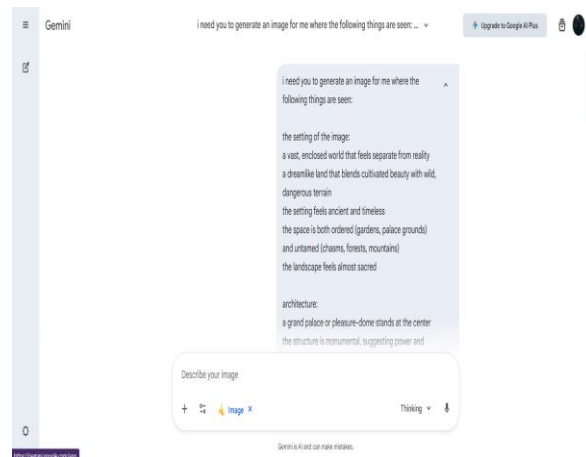 Gemini
i need you to generate an image for me where the following things are seen: ...
Upgrade to Google AI Plus
i need you to generate an image for me where the
following things are seen:
the setting of the image:
a vast, enclosed world that feels separate from reality
a dreamlike land that blends cultivated beauty with wild,
dangerous terrain
the setting feels ancient and timeless
the space is both ordered (gardens, palace grounds)
and untamed (chasms, forests, mountains)
the landscape feels almost sacred
architecture:
a grand palace or pleasure-dome stands at the center
the structure is monumental, suggesting power and
Describe your image
Image
Thinking
Gemini is AI and can make mistakes.
https://gemini.google.com/app